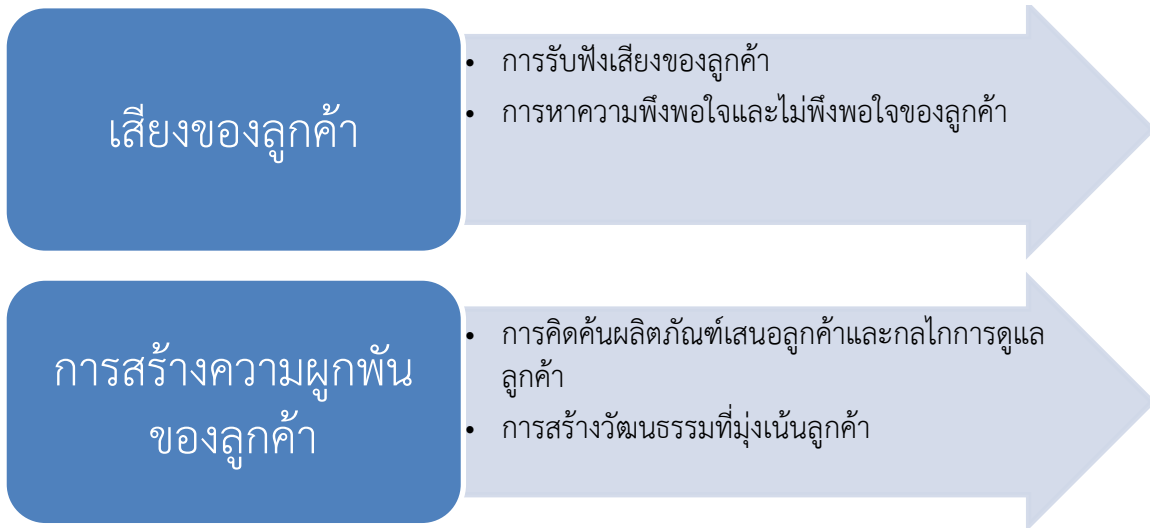 เสียงของลูกค้า
• การรับฟังเสียงของลูกค้า
• การหาความพึงพอใจและไม่พึงพอใจของลูกค้า
การสร้างความผูกพัน
ของลูกค้า
• การคิดค้นผลิตภัณฑ์เสนอลูกค้าและกลไกการดูแล
ลูกค้า
• การสร้างวัฒนธรรมที่มุ่งเน้นลูกค้า